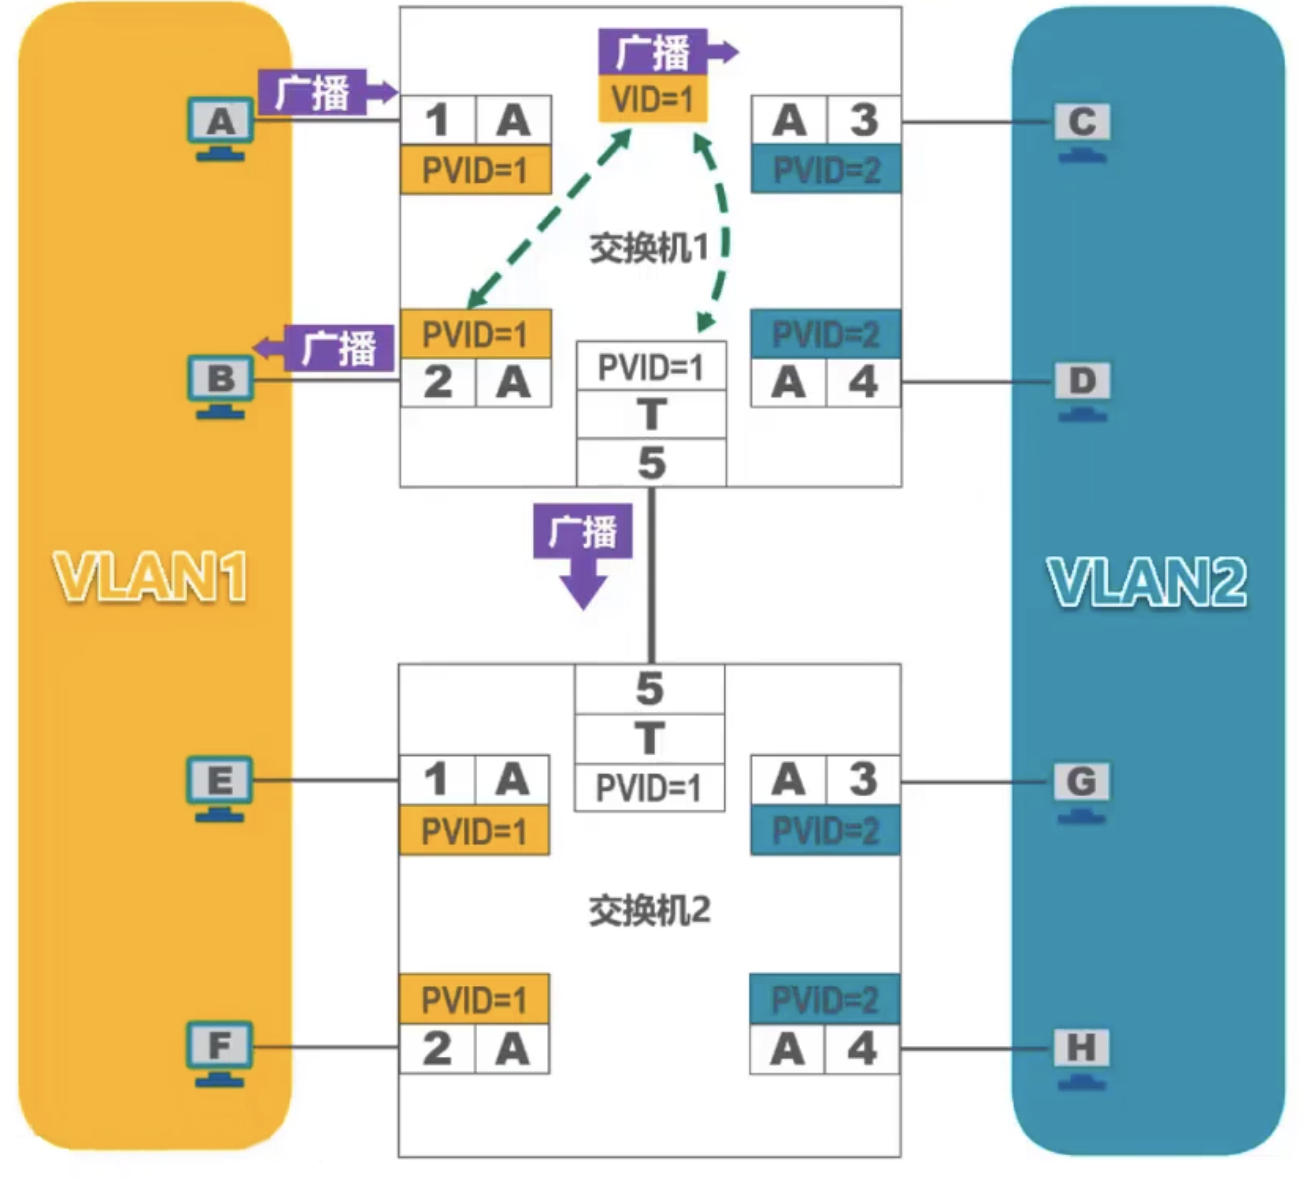 广播
VID=1
广播
A
1 A
PVID=1
A 3
PVID=2
C
交换机1
广播
B
PVID=1
2 A
PVID=1
T
5
PVID=2
A 4
D
广播
VLAN1
VLAN2
5
T
PVID=1
E
1 A
PVID=1
A 3
PVID=2
G
交换机2
F
PVID=1
2 A
PVID=2
A 4
H